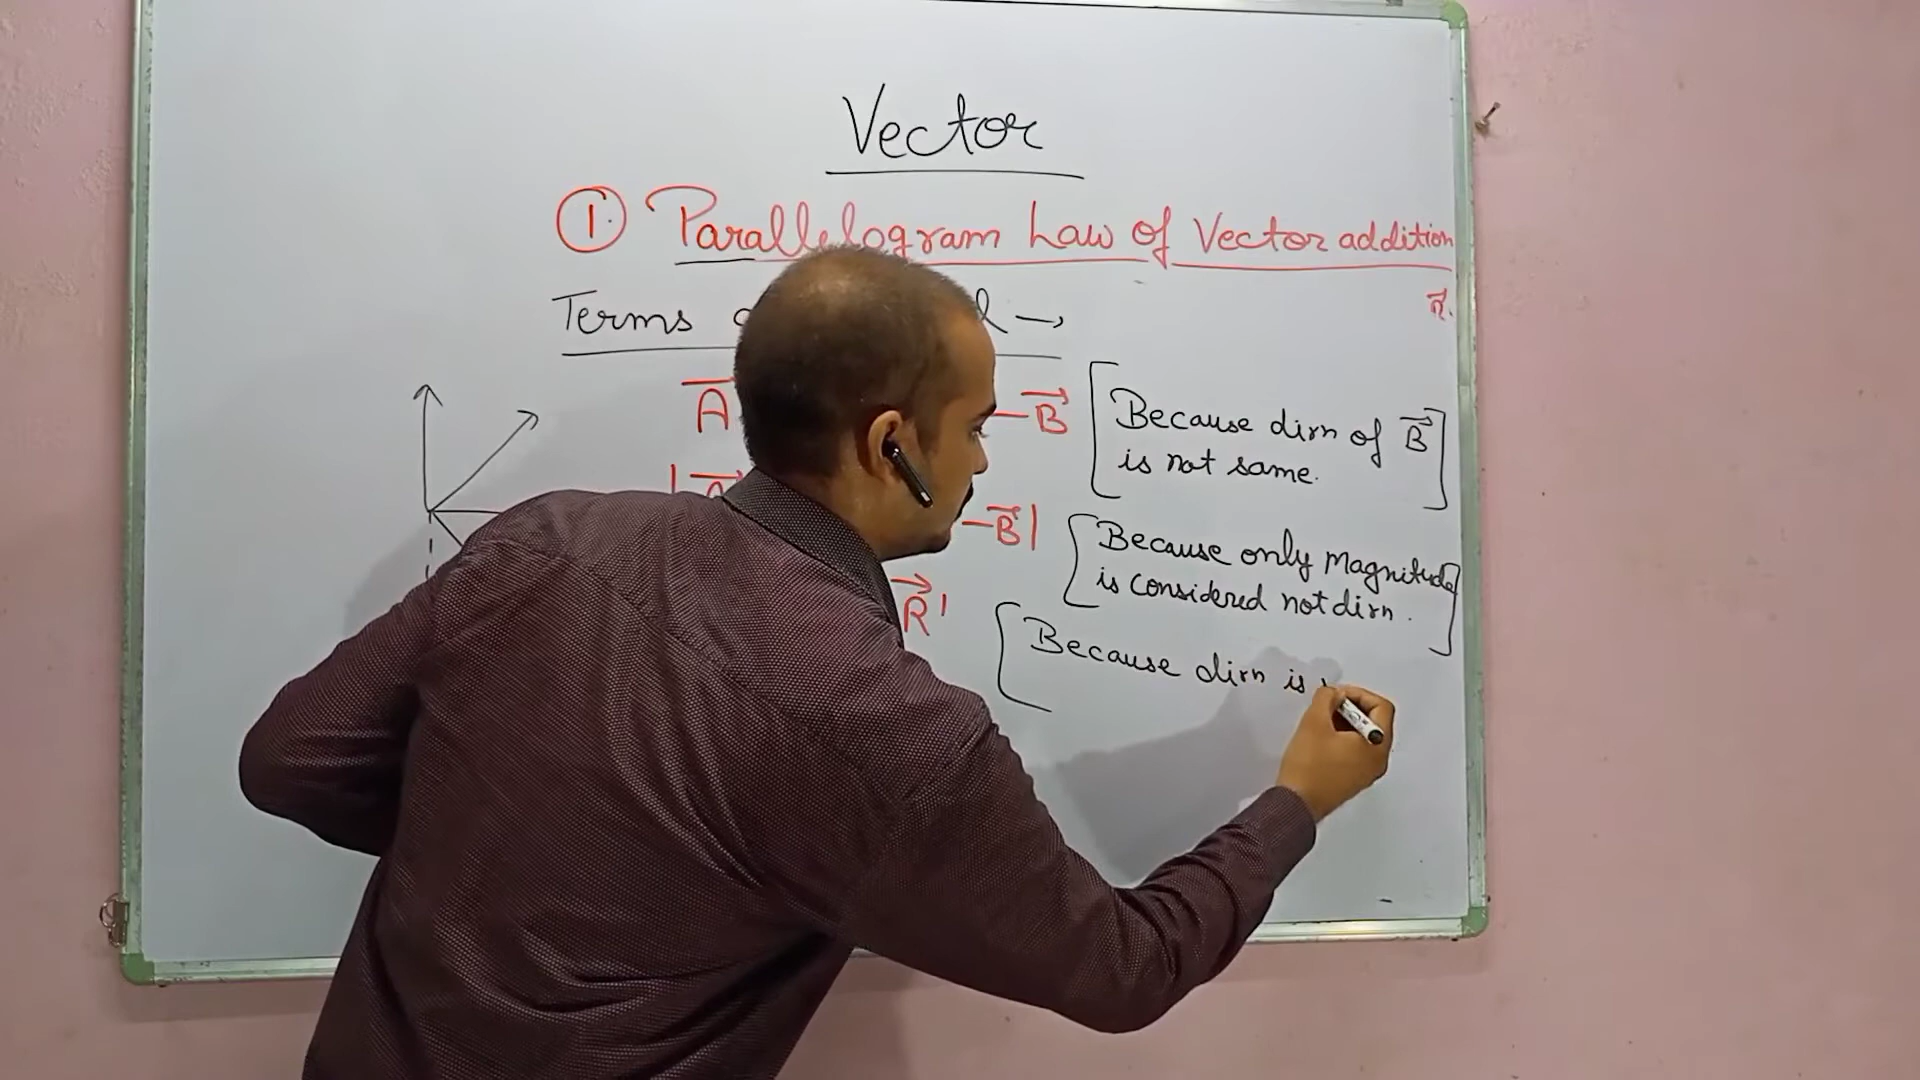 Vector
① Parallelogram Law of Vector addition
n⃗.
Terms →
A⃗ -B⃗ [Because dirn of B⃗
is not same.]
| -B⃗| [Because only Magnitude
is considered not dirn.]
R⃗' [Because dirn is